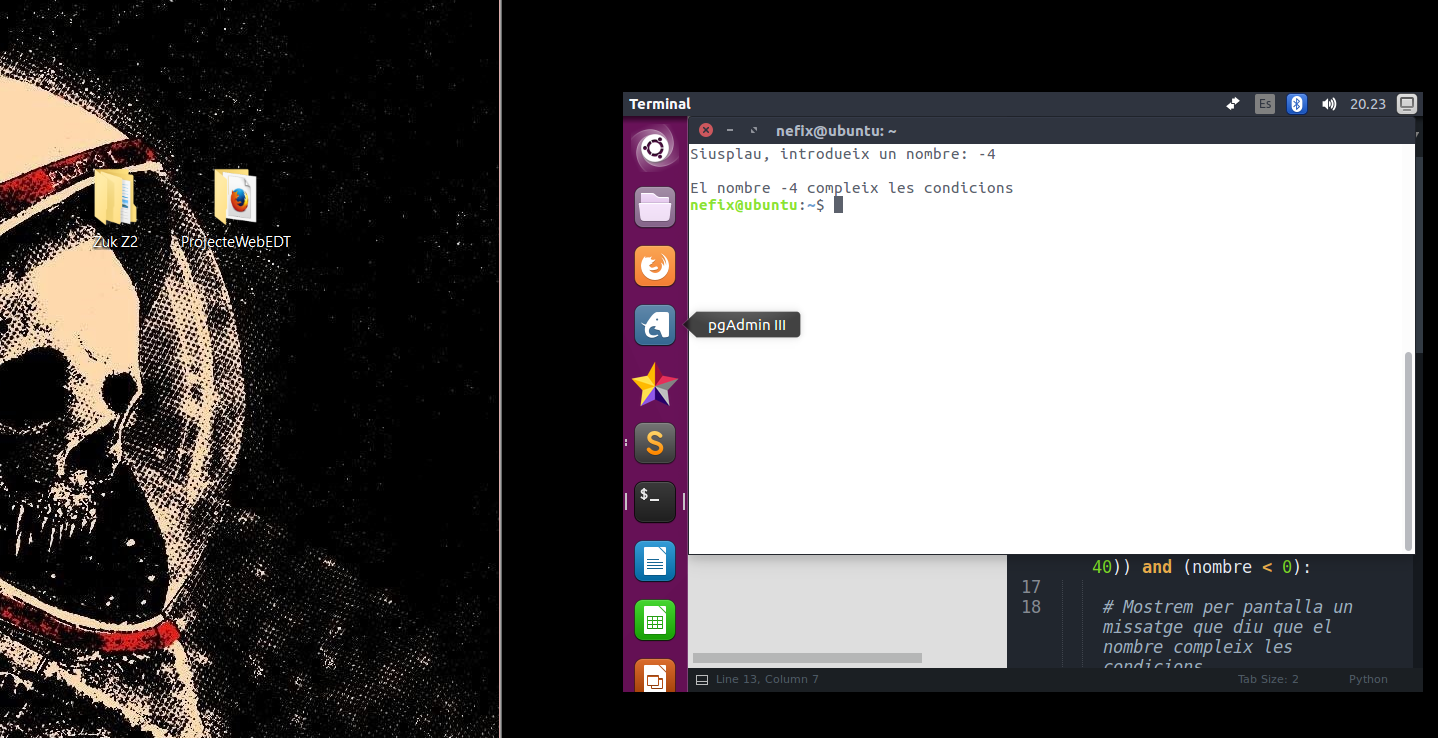 Zuk Z2
ProjecteWebEDT
Terminal
Es
20.23
nefix@ubuntu: ~
Siusplau, introdueix un nombre: -4
El nombre -4 compleix les condicions
nefix@ubuntu:~$
pgAdmin III
S
$_
40)) and (nombre < 0):
17
18
# Mostrem per pantalla un
missatge que diu que el
nombre compleix les
condicions
Line 13, Column 7
Tab Size: 2
Python